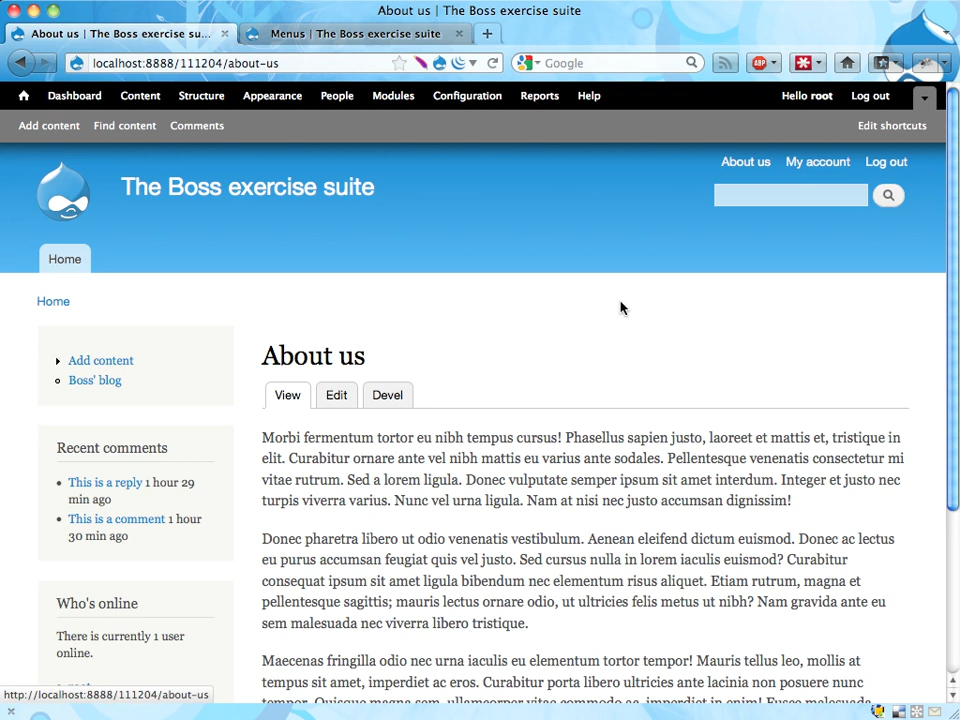 About us | The Boss exercise suite
About us | The Boss exercise su...
Menus | The Boss exercise suite
localhost:8888/111204/about-us
Google
ABP
Dashboard Content Structure Appearance People Modules Configuration Reports Help Hello root Log out
Add content Find content Comments Edit shortcuts
About us My account Log out
The Boss exercise suite
Home
Home
Add content
Boss' blog
Recent comments
This is a reply 1 hour 29
min ago
This is a comment 1 hour
30 min ago
Who's online
There is currently 1 user
online.
About us
View Edit Devel
Morbi fermentum tortor eu nibh tempus cursus! Phasellus sapien justo, laoreet et mattis et, tristique in
elit. Curabitur ornare ante vel nibh mattis eu varius ante sodales. Pellentesque venenatis consectetur mi
vitae rutrum. Sed a lorem ligula. Donec vulputate semper ipsum sit amet interdum. Integer et justo nec
turpis viverra varius. Nunc vel urna ligula. Nam at nisi nec justo accumsan dignissim!
Donec pharetra libero ut odio venenatis vestibulum. Aenean eleifend dictum euismod. Donec ac lectus
eu purus accumsan feugiat quis vel justo. Sed cursus nulla in lorem iaculis euismod? Curabitur
consequat ipsum sit amet ligula bibendum nec elementum risus aliquet. Etiam rutrum, magna et
pellentesque sagittis; mauris lectus ornare odio, ut ultricies felis metus ut nibh? Nam gravida ante eu
sem malesuada nec viverra libero tristique.
Maecenas fringilla odio nec urna iaculis eu elementum tortor tempor! Mauris tellus leo, mollis at
tempus sit amet, imperdiet ac eros. Curabitur porta libero ultricies ante lacinia non posuere nunc
http://localhost:8888/111204/about-us